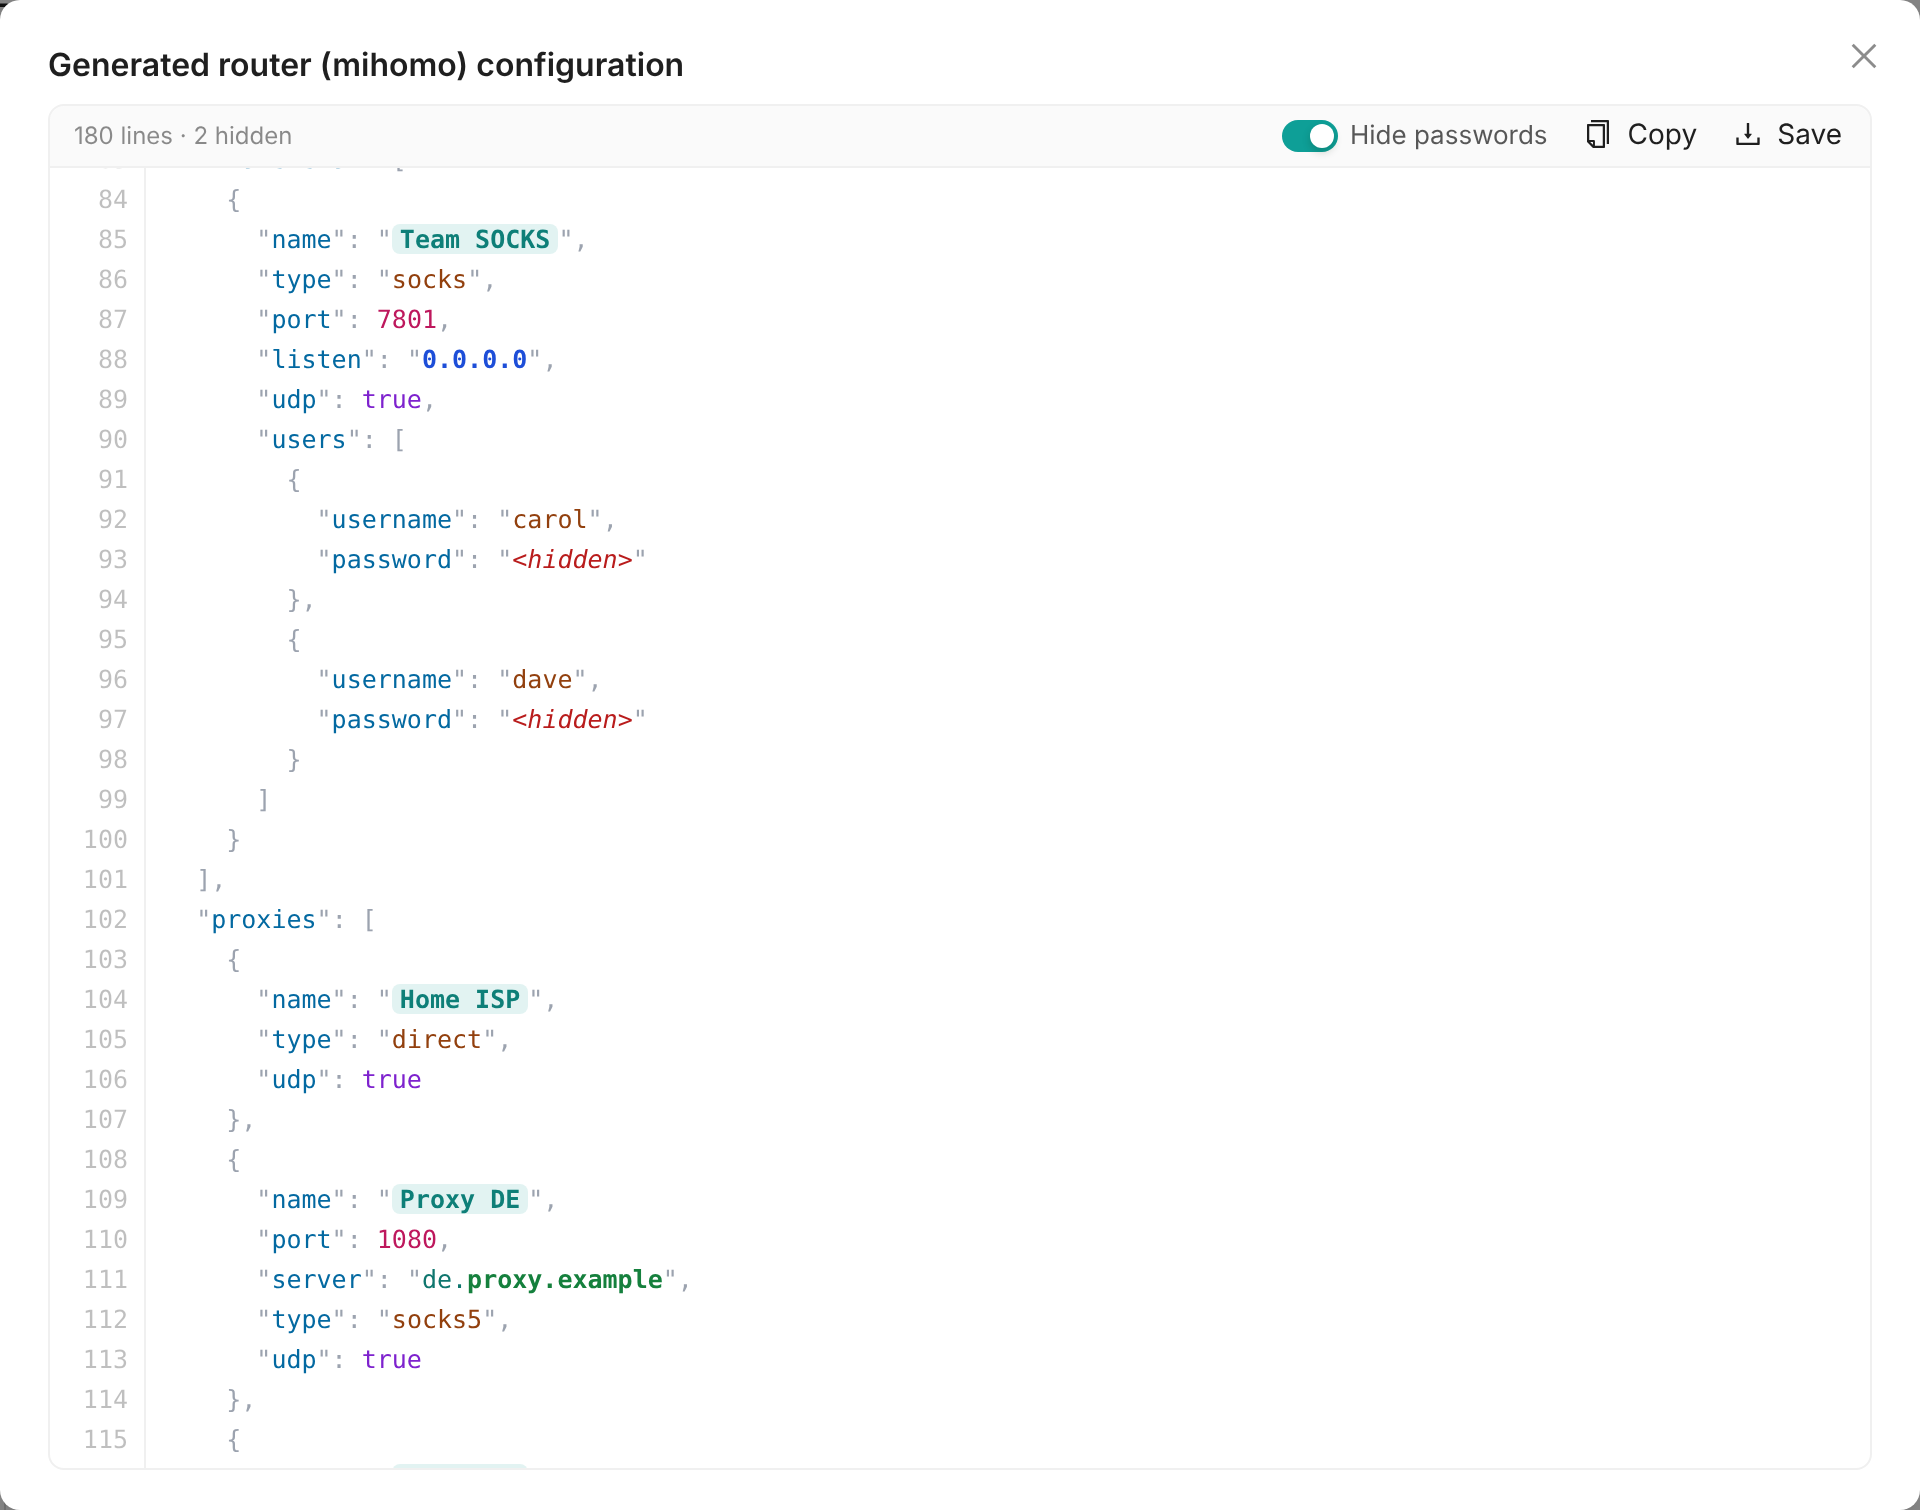 Generated router (mihomo) configuration
180 lines · 2 hidden
Hide passwords
Copy
Save
84 {
85 "name": "Team SOCKS",
86 "type": "socks",
87 "port": 7801,
88 "listen": "0.0.0.0",
89 "udp": true,
90 "users": [
91 {
92 "username": "carol",
93 "password": "<hidden>"
94 },
95 {
96 "username": "dave",
97 "password": "<hidden>"
98 }
99 ]
100 }
101 ],
102 "proxies": [
103 {
104 "name": "Home ISP",
105 "type": "direct",
106 "udp": true
107 },
108 {
109 "name": "Proxy DE",
110 "port": 1080,
111 "server": "de.proxy.example",
112 "type": "socks5",
113 "udp": true
114 },
115 {